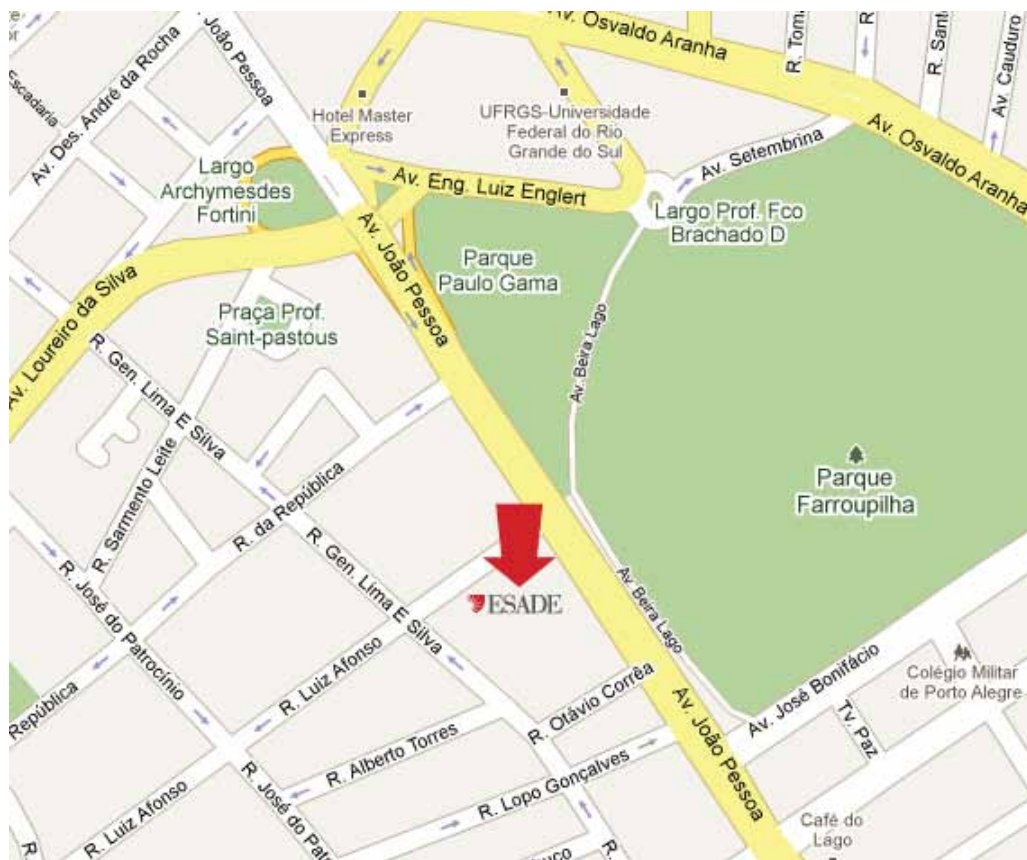 Av. Osvaldo Aranha
R. João Pessoa
Escadaria
Av. Des. André da Rocha
Hotel Master
Express
UFRGS-Universidade
Federal do Rio
Grande do Sul
R. Sant
Av. Cauduro
Av. Osvaldo Aranha
Av. Setembrina
Largo
Archymesdes
Fortini
Av. Eng. Luiz Englert
Largo Prof. Fco
Brachado D
Av. João Pessoa
Parque
Paulo Gama
Av. Loureiro da Silva
Praça Prof.
Saint-pastous
Av. Beira Lago
R. Gen. Lima E Silva
R. Sarmento Leite
R. da República
Parque
Farroupilha
R. Gen. Lima E Silva
ESADE
R. José do Patrocínio
Av. Beira Lago
R. Luiz Afonso
República
Colégio Militar
de Porto Alegre
Av. José Bonifácio
R. Otávio Corrêa
Av. João Pessoa
Tv. Paz
R. Alberto Torres
R. Lopo Gonçalves
R. Luiz Afonso
R. José do Pat
Café do
Lago